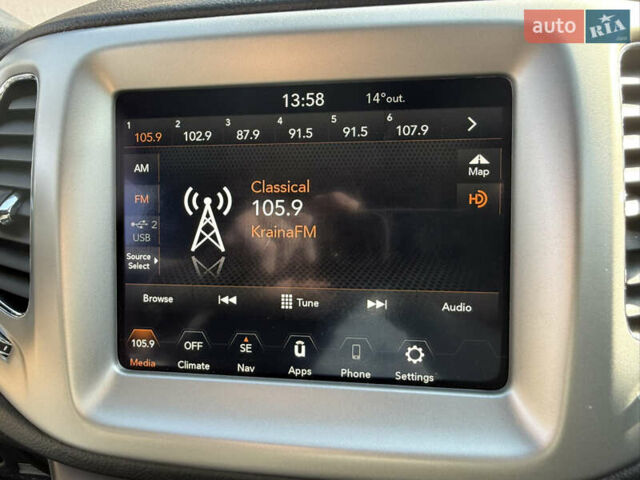 auto RIA .com
13:58 14°out.
1 105.9 2 102.9 3 87.9 4 91.5 5 91.5 6 107.9
AM
Map
FM
HD
2
USB
Source
Select
Classical
105.9
KrainaFM
Browse Tune Audio
105.9 OFF SE ū
Media Climate Nav Apps Phone Settings